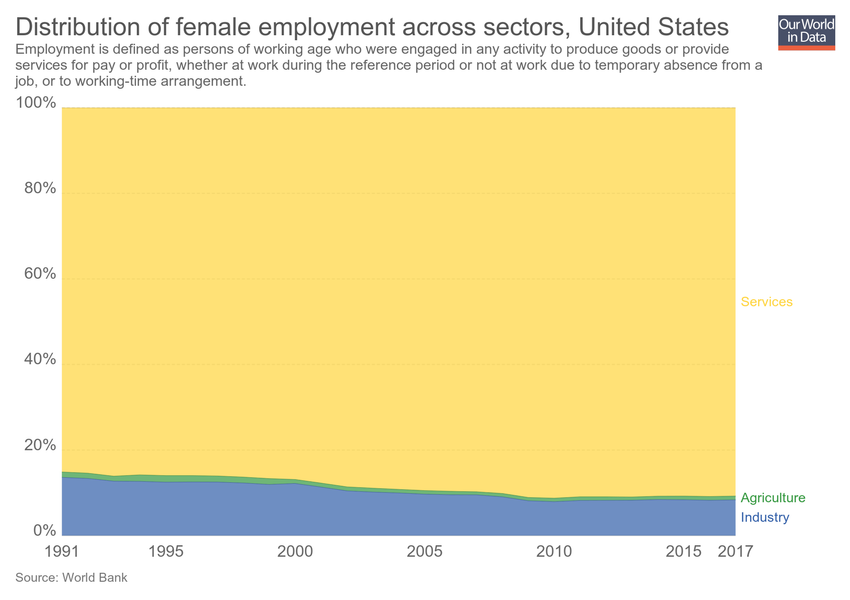 Distribution of female employment across sectors, United States
Our World
in Data
Employment is defined as persons of working age who were engaged in any activity to produce goods or provide
services for pay or profit, whether at work during the reference period or not at work due to temporary absence from a
job, or to working-time arrangement.
100%
80%
60%
Services
40%
20%
Agriculture
Industry
0%
1991 1995 2000 2005 2010 2015 2017
Source: World Bank